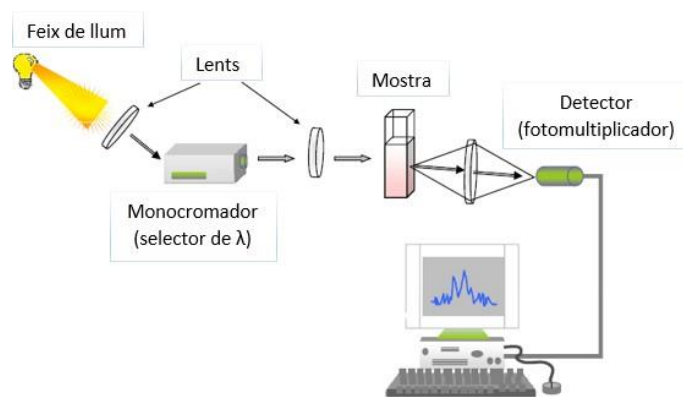 Feix de llum
Lents
Mostra
Detector
(fotomultiplicador)
Monocromador
(selector de λ)